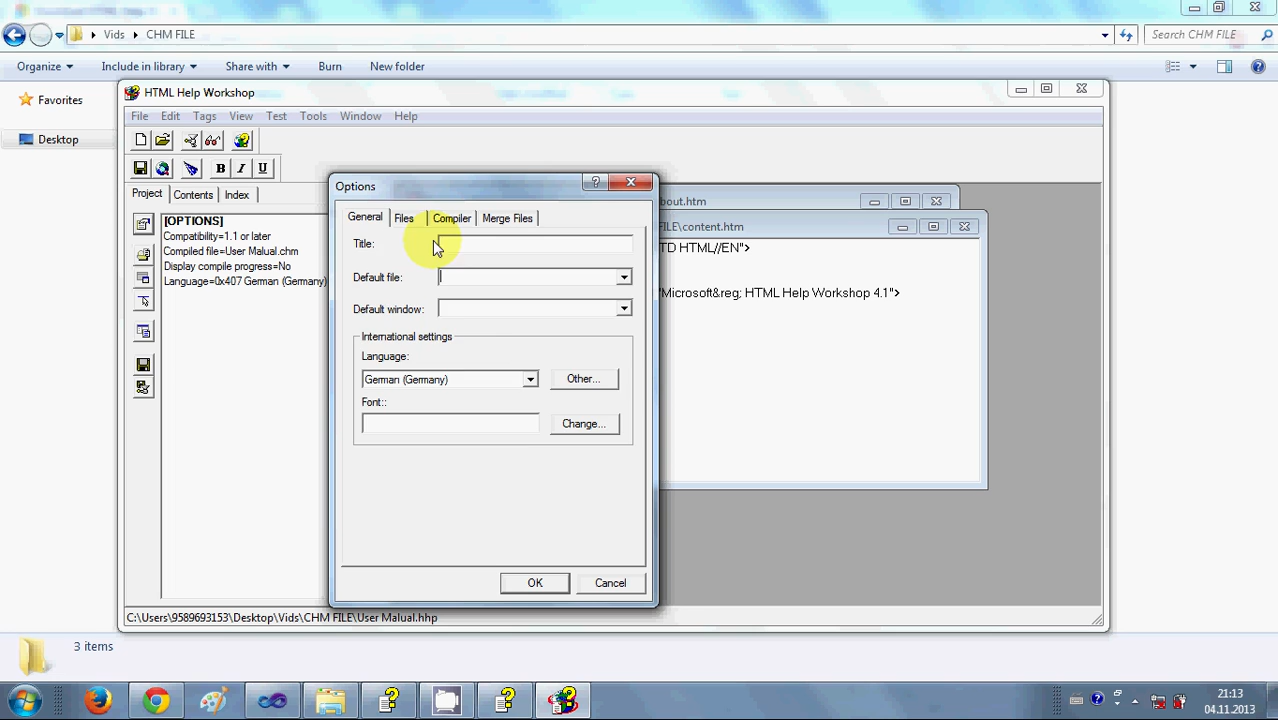 Vids
CHM FILE
Search CHM FILE
Organize
Include in library
Share with
Burn
New folder
Favorites
Desktop
HTML Help Workshop
File Edit Tags View Test Tools Window Help
B I U
Project Contents Index
[OPTIONS]
Compatibility=1.1 or later
Compiled file=User Malual.chm
Display compile progress=No
Language=0x407 German (Germany)
bout.htm
FILE\content.htm
TD HTML//EN">
"Microsoft&reg; HTML Help Workshop 4.1">
Options
General Files Compiler Merge Files
Title:
Default file:
Default window:
International settings
Language:
German (Germany)
Other...
Font::
Change...
OK
Cancel
C:\Users\9589693153\Desktop\Vids\CHM FILE\User Malual.hhp
3 items
21:13
04.11.2013